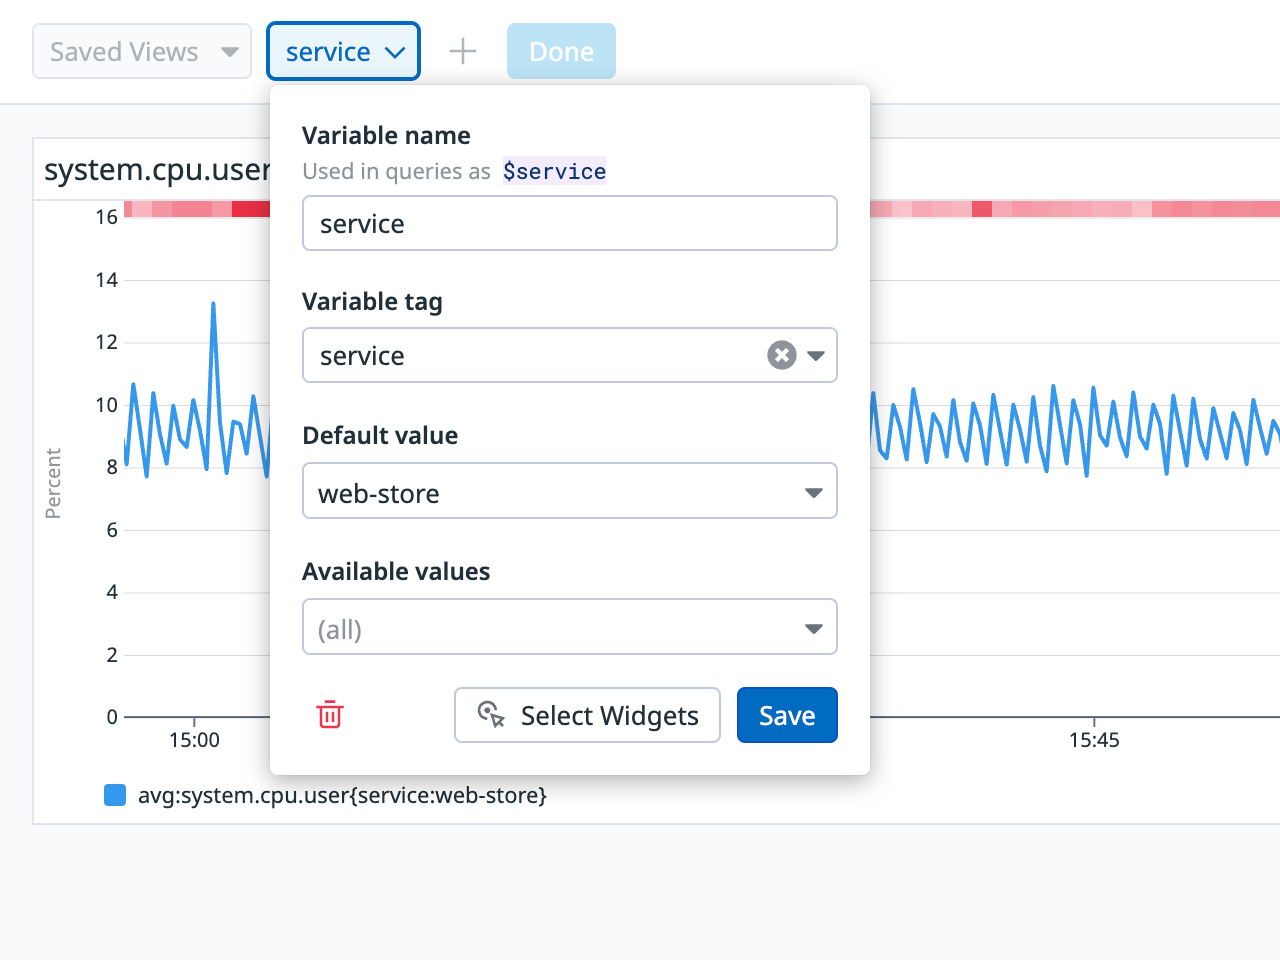 Saved Views
service
Done
Variable name
Used in queries as $service
service
system.cpu.user
Variable tag
service
Default value
web-store
Available values
(all)
Select Widgets
Save
Percent
16
14
12
10
8
6
4
2
0
15:00
15:45
avg:system.cpu.user{service:web-store}